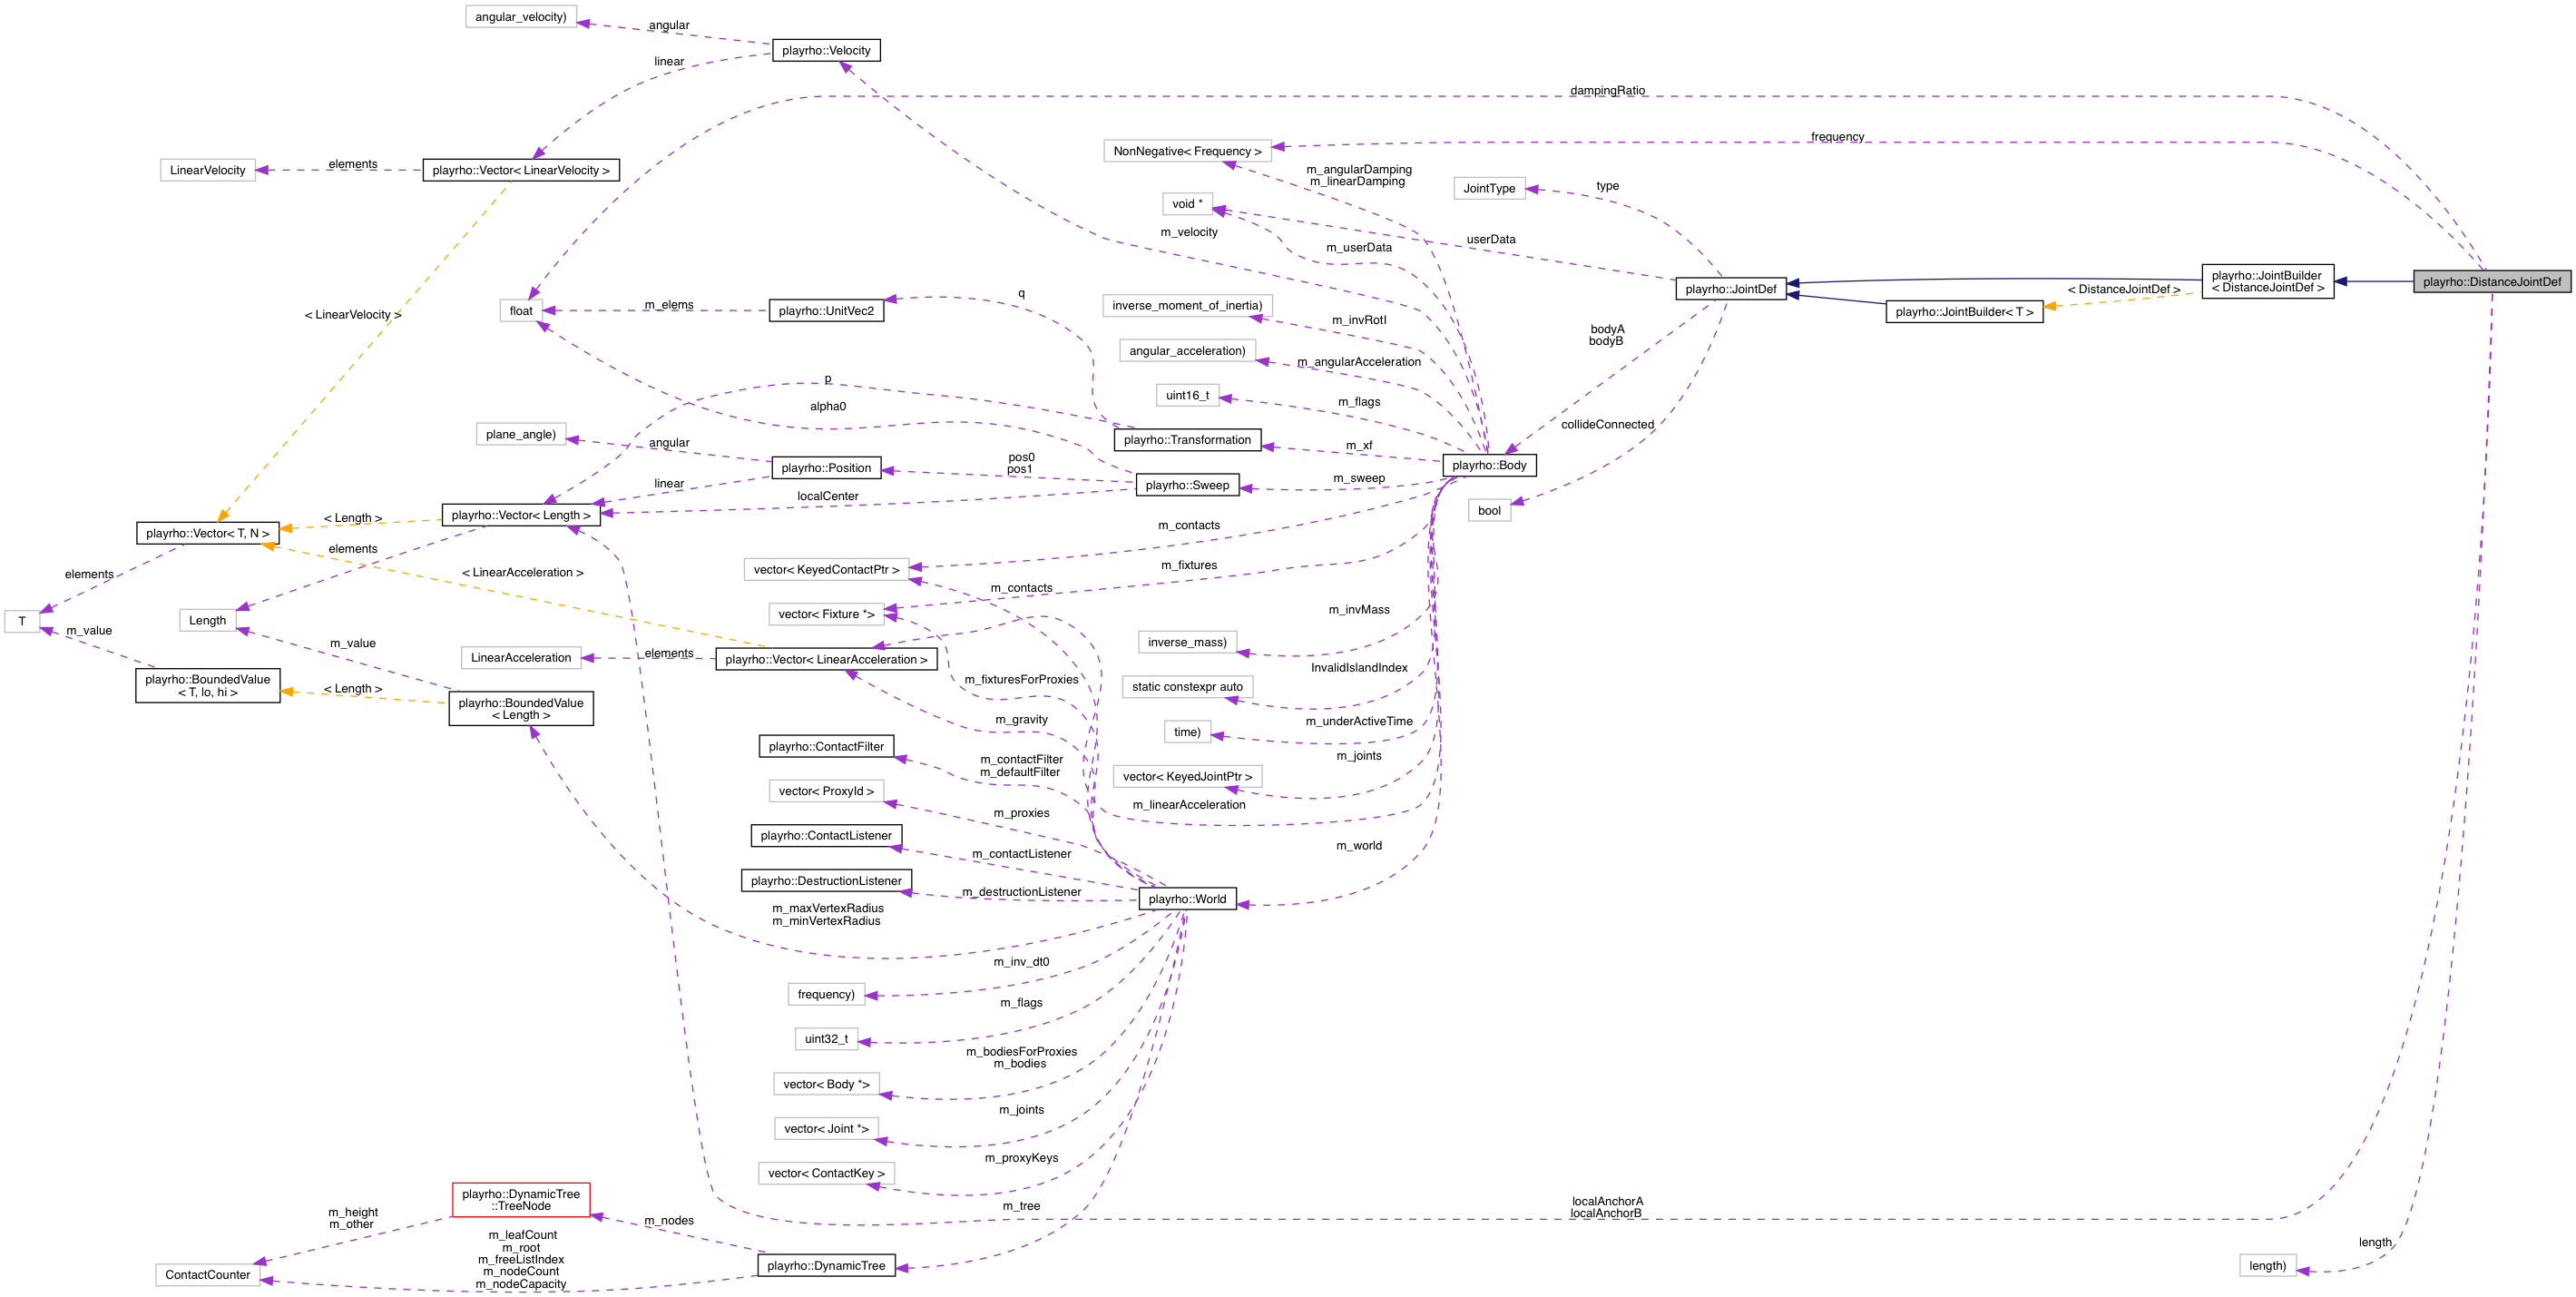 angular_velocity)
angular
playrho::Velocity
linear
dampingRatio
frequency
NonNegative< Frequency >
LinearVelocity
elements
playrho::Vector< LinearVelocity >
m_angularDamping
m_linearDamping
JointType
type
void *
m_velocity
m_userData
userData
playrho::JointDef
playrho::JointBuilder
< DistanceJointDef >
playrho::DistanceJointDef
< DistanceJointDef >
playrho::JointBuilder< T >
< LinearVelocity >
float
m_elems
playrho::UnitVec2
q
inverse_moment_of_inertia)
m_invRotI
bodyA
bodyB
angular_acceleration)
m_angularAcceleration
p
uint16_t
m_flags
alpha0
collideConnected
plane_angle)
angular
playrho::Transformation
m_xf
playrho::Position
pos0
pos1
playrho::Sweep
m_sweep
playrho::Body
linear
localCenter
bool
playrho::Vector< T, N >
< Length >
playrho::Vector< Length >
m_contacts
elements
elements
< LinearAcceleration >
vector< KeyedContactPtr >
m_fixtures
m_contacts
T
Length
vector< Fixture *>
m_invMass
m_value
m_value
inverse_mass)
LinearAcceleration
elements
playrho::Vector< LinearAcceleration >
InvalidIslandIndex
playrho::BoundedValue
< T, lo, hi >
< Length >
playrho::BoundedValue
< Length >
m_fixturesForProxies
static constexpr auto
m_gravity
time)
m_underActiveTime
playrho::ContactFilter
m_contactFilter
m_defaultFilter
m_joints
vector< KeyedJointPtr >
vector< ProxyId >
m_proxies
m_linearAcceleration
playrho::ContactListener
m_contactListener
m_world
playrho::DestructionListener
m_destructionListener
playrho::World
m_maxVertexRadius
m_minVertexRadius
m_inv_dt0
frequency)
m_flags
uint32_t
m_bodiesForProxies
m_bodies
vector< Body *>
m_joints
vector< Joint *>
m_proxyKeys
vector< ContactKey >
playrho::DynamicTree
::TreeNode
m_tree
localAnchorA
localAnchorB
m_height
m_other
m_nodes
m_leafCount
m_root
m_freeListIndex
m_nodeCount
m_nodeCapacity
ContactCounter
playrho::DynamicTree
length
length)